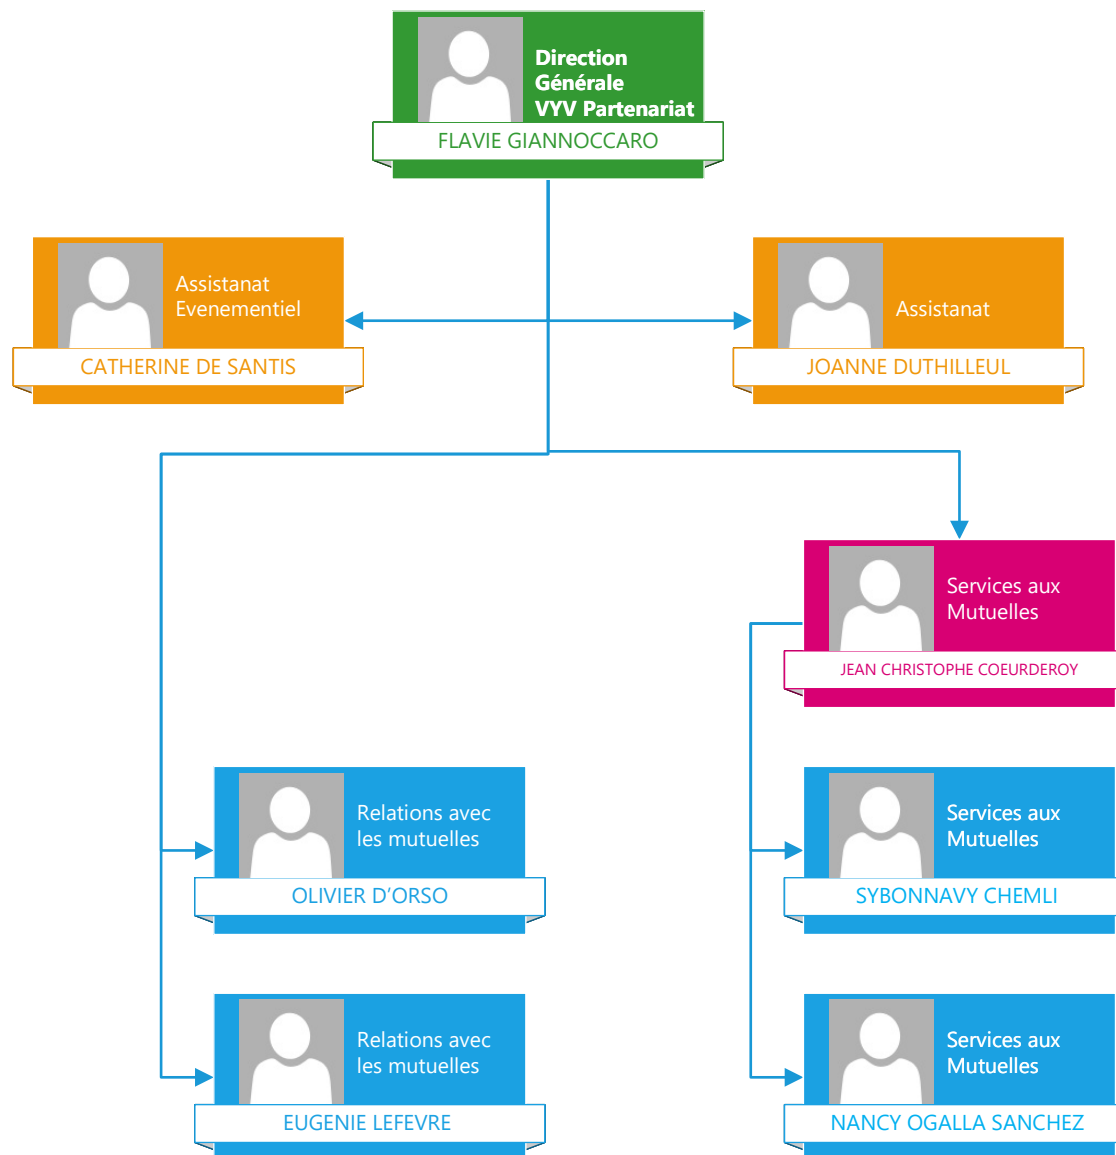 Direction
Générale
VYV Partenariat
FLAVIE GIANNOCCARO
Assistanat
Evenementiel
CATHERINE DE SANTIS
Assistanat
JOANNE DUTHILLEUL
Services aux
Mutuelles
JEAN CHRISTOPHE COEURDEROY
Relations avec
les mutuelles
OLIVIER D'ORSO
Services aux
Mutuelles
SYBONNAVY CHEMLI
Relations avec
les mutuelles
EUGENIE LEFEVRE
Services aux
Mutuelles
NANCY OGALLA SANCHEZ